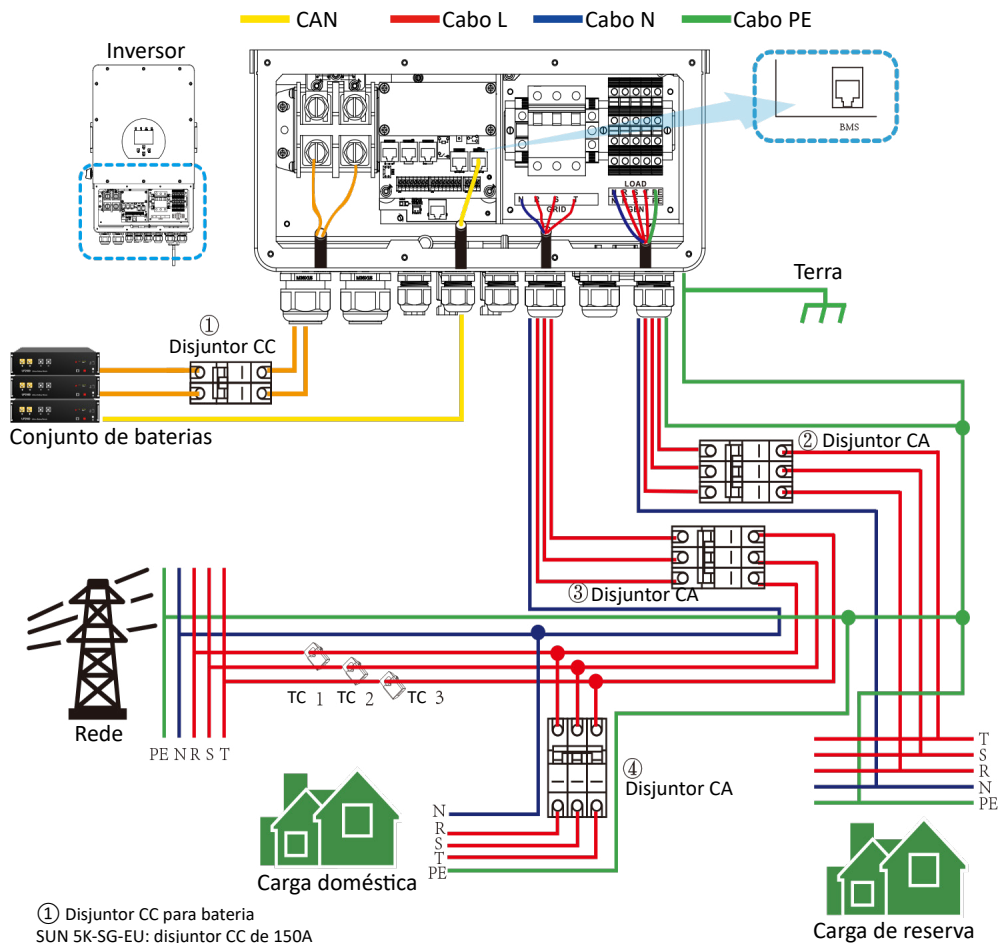 CAN Cabo L Cabo N Cabo PE
Inversor
BMS
LOAD
N R S T PE
GEN
N R S T
GRID
Terra
①
Disjuntor CC
Conjunto de baterias
② Disjuntor CA
③ Disjuntor CA
TC 1 TC 2 TC 3
Rede
PE N R S T
④
Disjuntor CA
T
S
R
N
PE
N
R
S
T
PE
Carga doméstica
Carga de reserva
① Disjuntor CC para bateria
SUN 5K-SG-EU: disjuntor CC de 150A